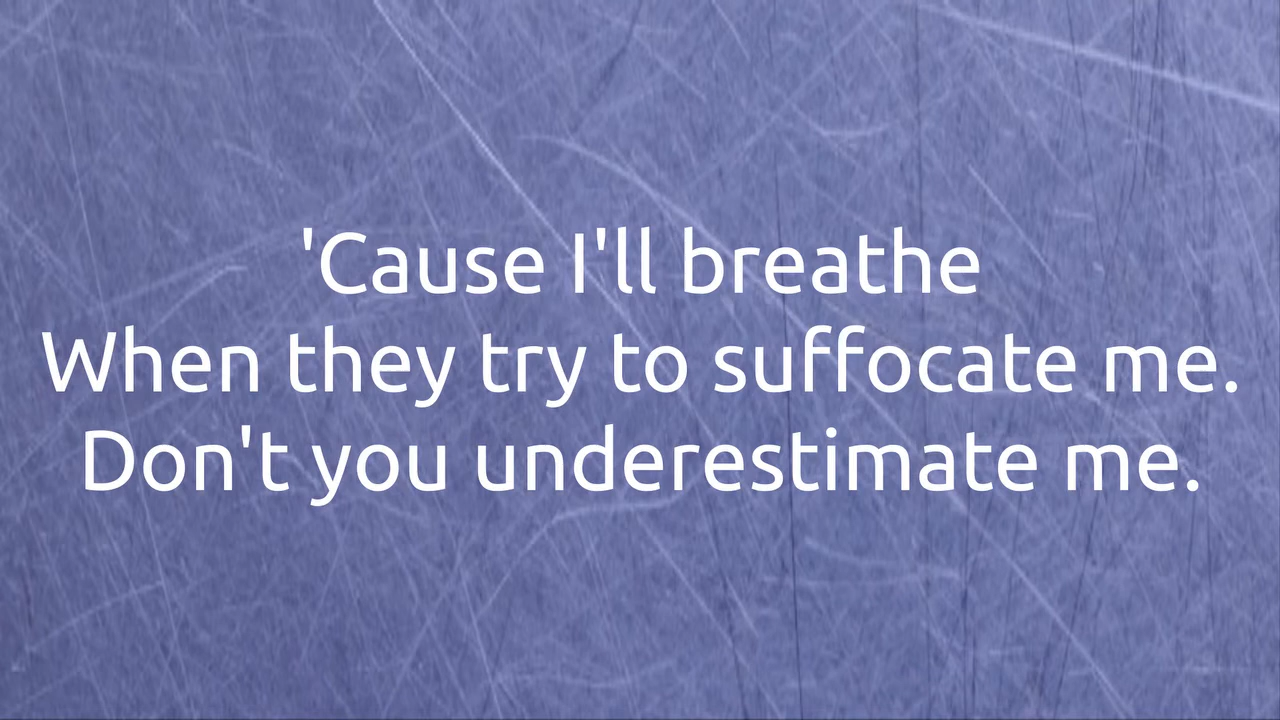 'Cause I'll breathe
When they try to suffocate me.
Don't you underestimate me.